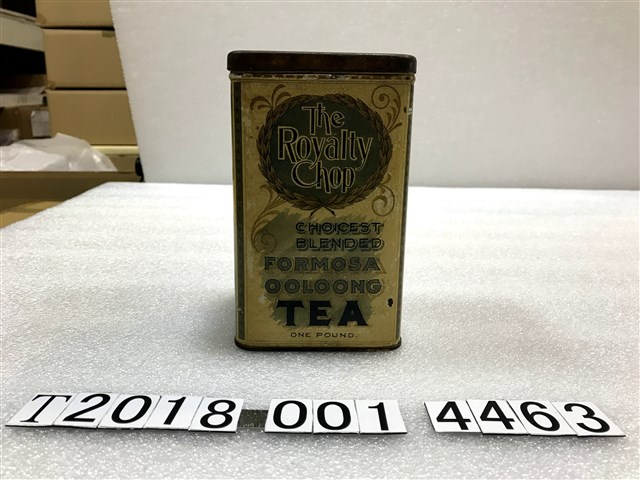 The
Royalty
Chop
CHOICEST
BLENDED
FORMOSA
OOLOONG
TEA
ONE POUND.
T2018 001 4463